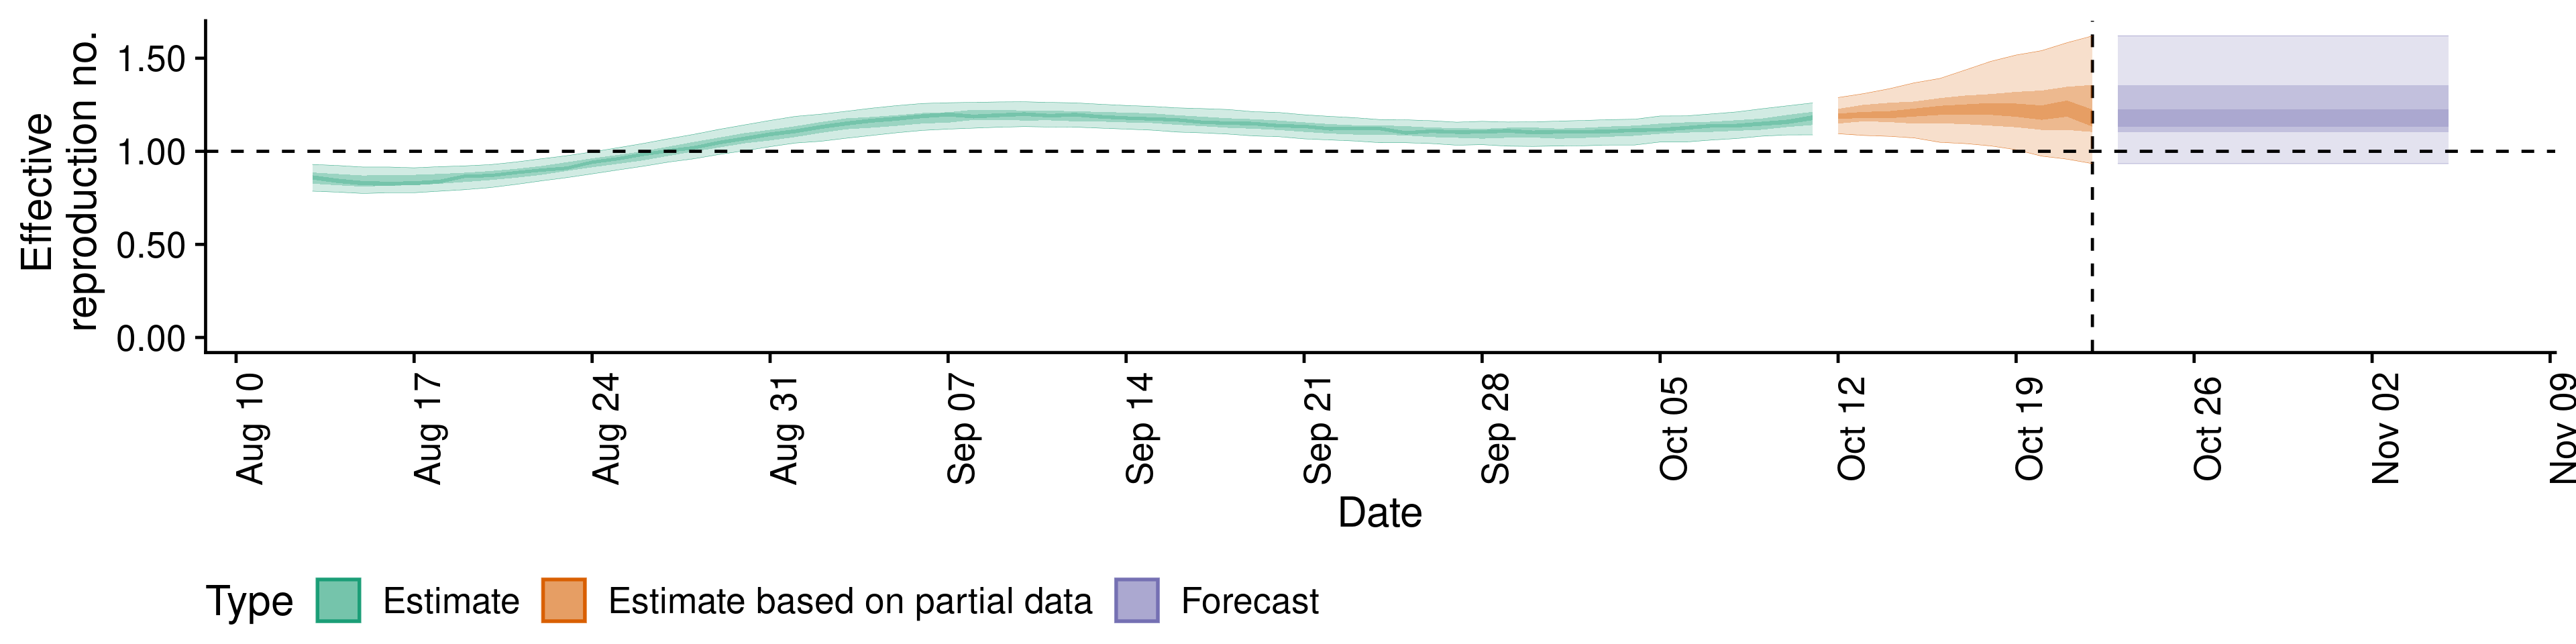 Effective
reproduction no.
1.50
1.00
0.50
0.00
Aug 10
Aug 17
Aug 24
Aug 31
Sep 07
Sep 14
Sep 21
Sep 28
Oct 05
Oct 12
Oct 19
Oct 26
Nov 02
Nov 09
Date
Type Estimate Estimate based on partial data Forecast